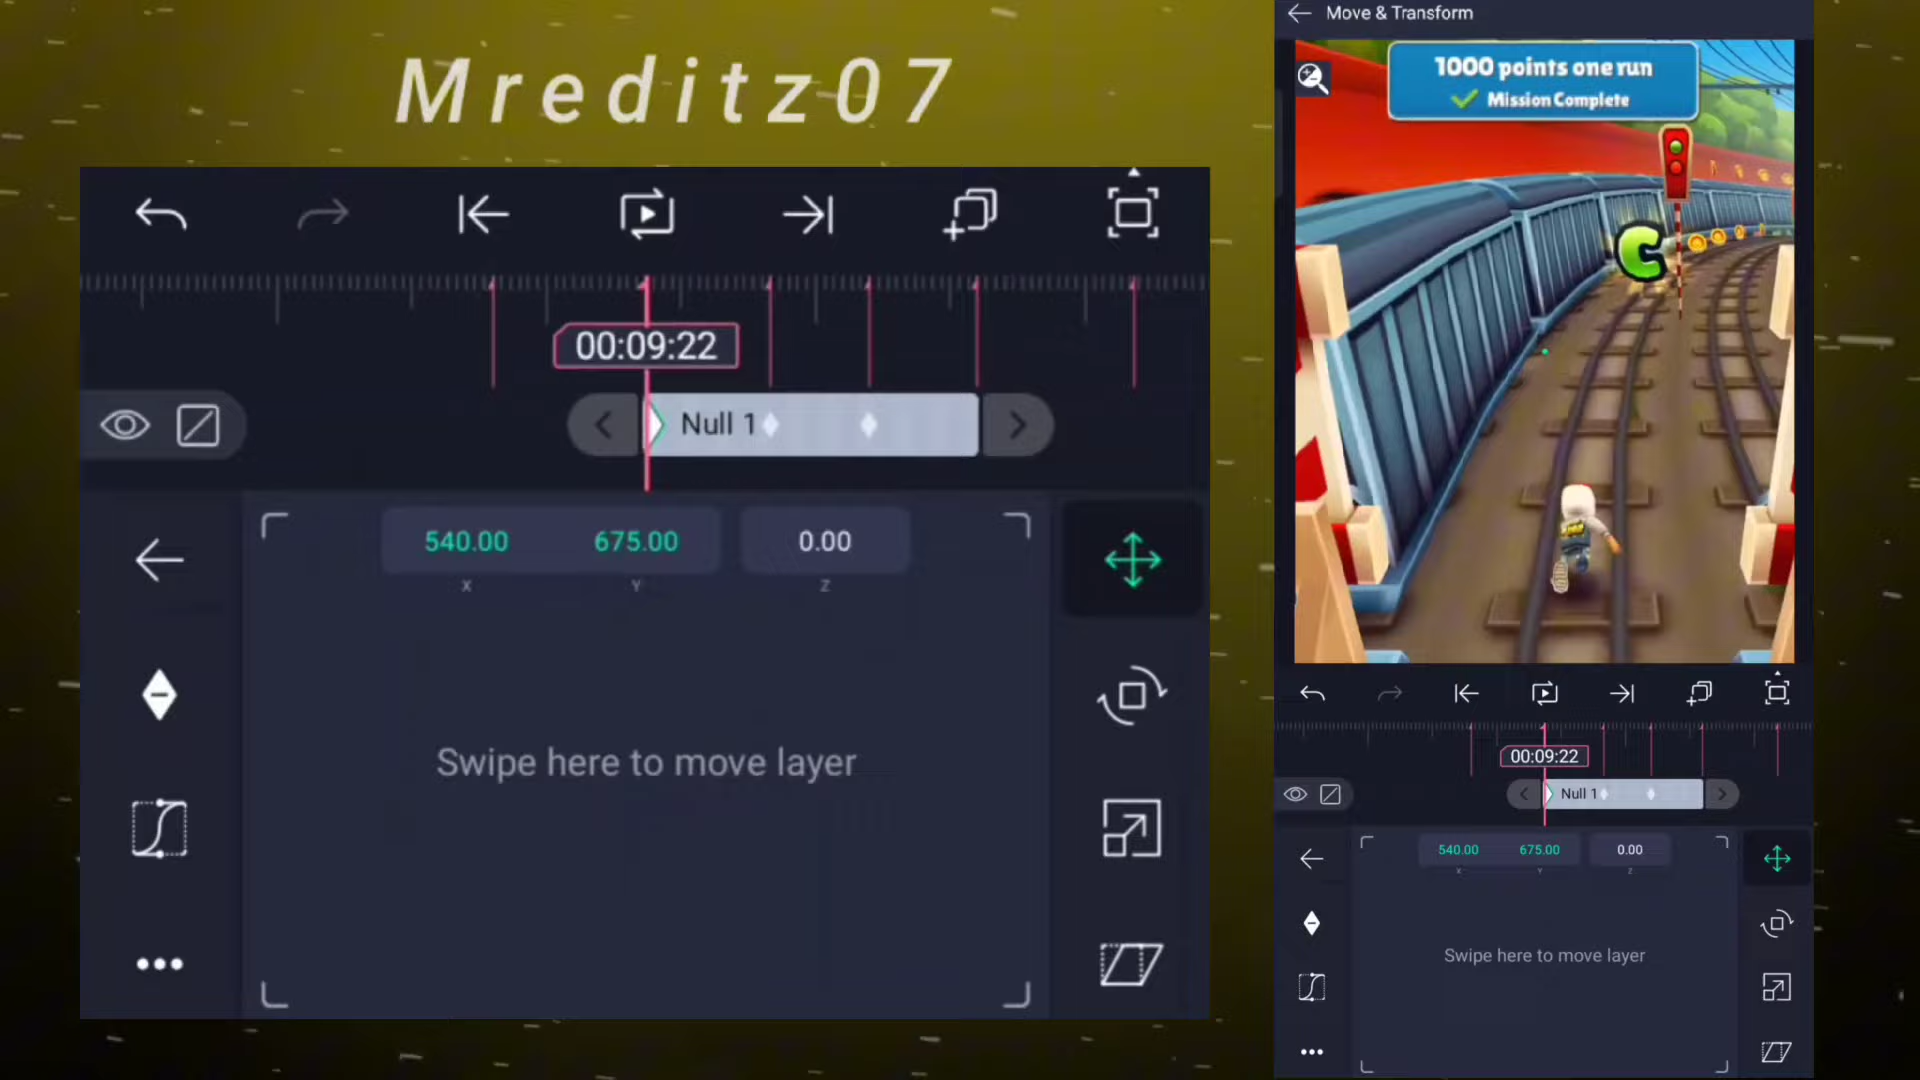 Mreditz07
00:09:22
Null 1
540.00 675.00 0.00
X Y Z
Swipe here to move layer
Move & Transform
1000 points one run
Mission Complete
C
00:09:22
Null 1
540.00 675.00 0.00
X Y Z
Swipe here to move layer